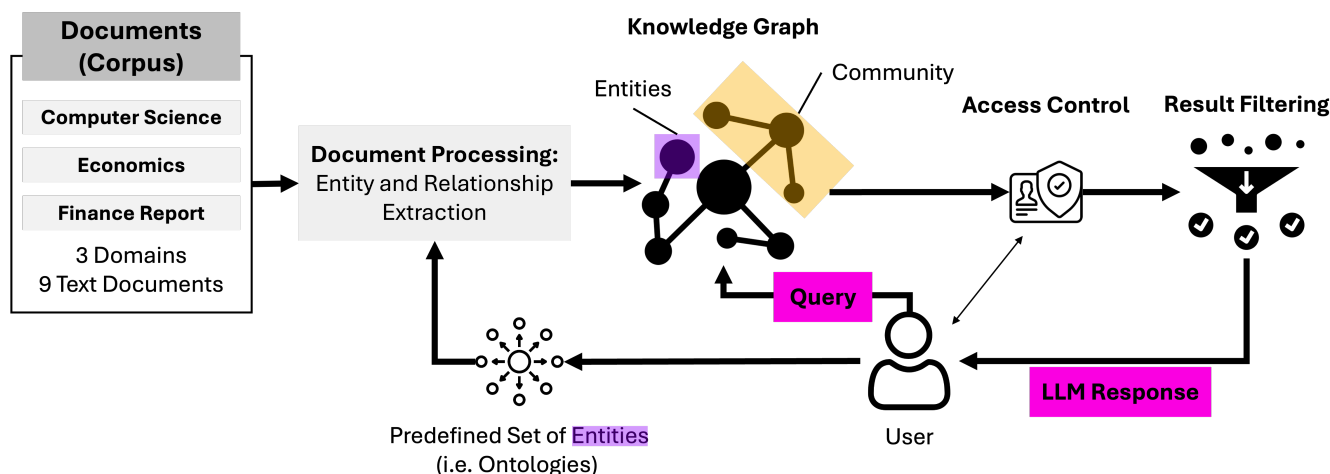 Documents
(Corpus)
Computer Science
Economics
Finance Report
3 Domains
9 Text Documents
Document Processing:
Entity and Relationship
Extraction
Knowledge Graph
Entities
Community
Access Control
Result Filtering
Query
LLM Response
User
Predefined Set of Entities
(i.e. Ontologies)